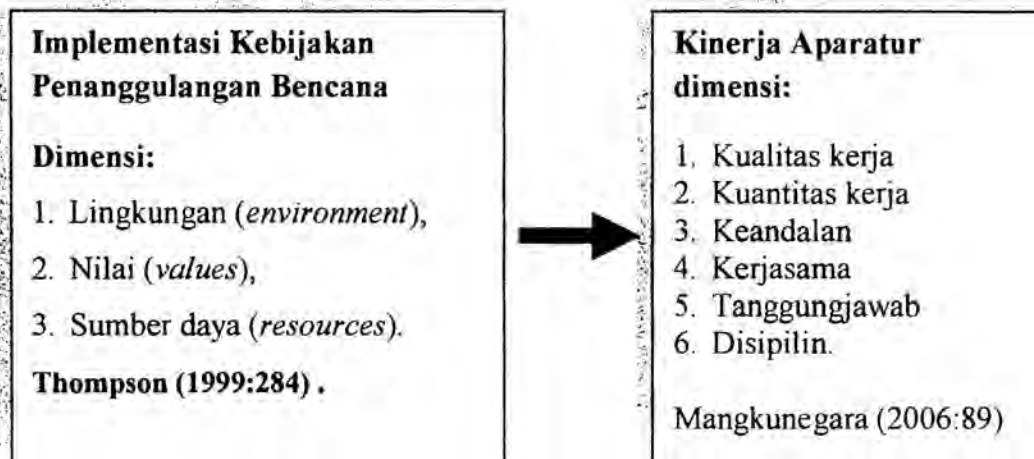 Implementasi Kebijakan
Penanggulangan Bencana
Dimensi:
1. Lingkungan (environment),
2. Nilai (values),
3. Sumber daya (resources).
Thompson (1999:284) .
Kinerja Aparatur
dimensi:
1. Kualitas kerja
2. Kuantitas kerja
3. Keandalan
4. Kerjasama
5. Tanggungjawab
6. Disipilin.
Mangkunegara (2006:89)